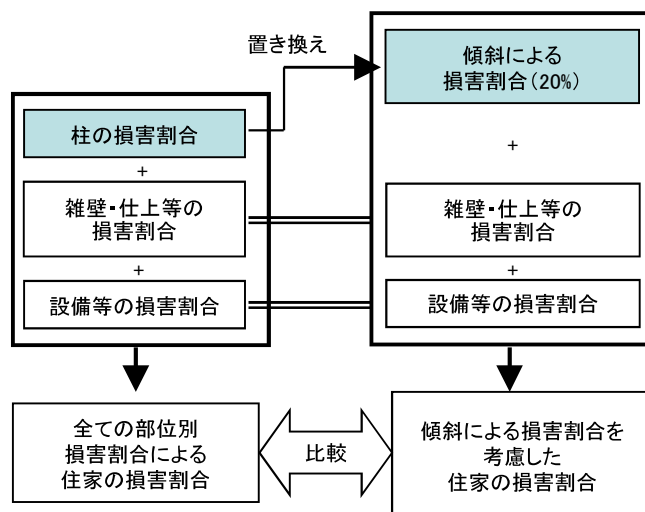 置き換え
柱の損害割合
+
雑壁・仕上等の
損害割合
+
設備等の損害割合
全ての部位別
損害割合による
住家の損害割合
比較
傾斜による
損害割合(20%)
+
雑壁・仕上等の
損害割合
+
設備等の損害割合
傾斜による損害割合を
考慮した
住家の損害割合